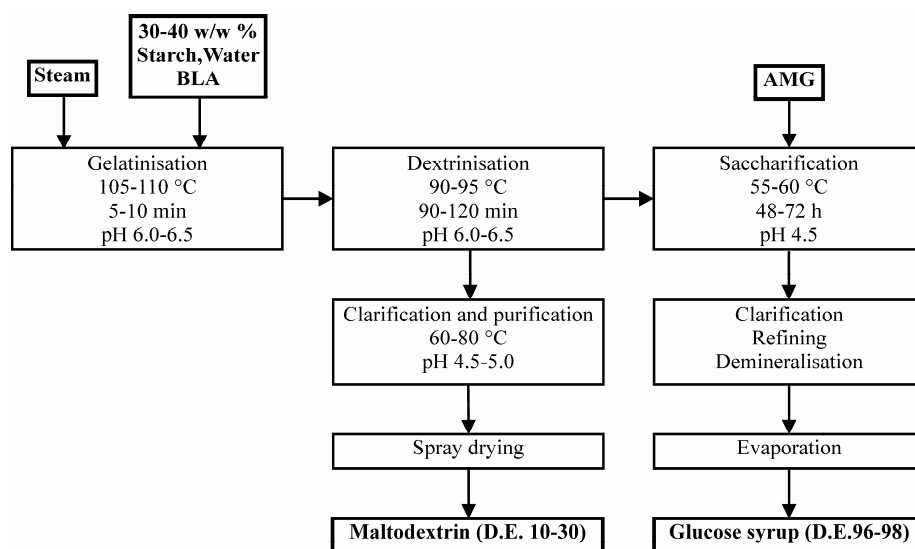 30-40 w/w %
Starch,Water
BLA
Steam
AMG
Gelatinisation
105-110 °C
5-10 min
pH 6.0-6.5
Dextrinisation
90-95 °C
90-120 min
pH 6.0-6.5
Saccharification
55-60 °C
48-72 h
pH 4.5
Clarification and purification
60-80 °C
pH 4.5-5.0
Clarification
Refining
Demineralisation
Spray drying
Evaporation
Maltodextrin (D.E. 10-30)
Glucose syrup (D.E.96-98)